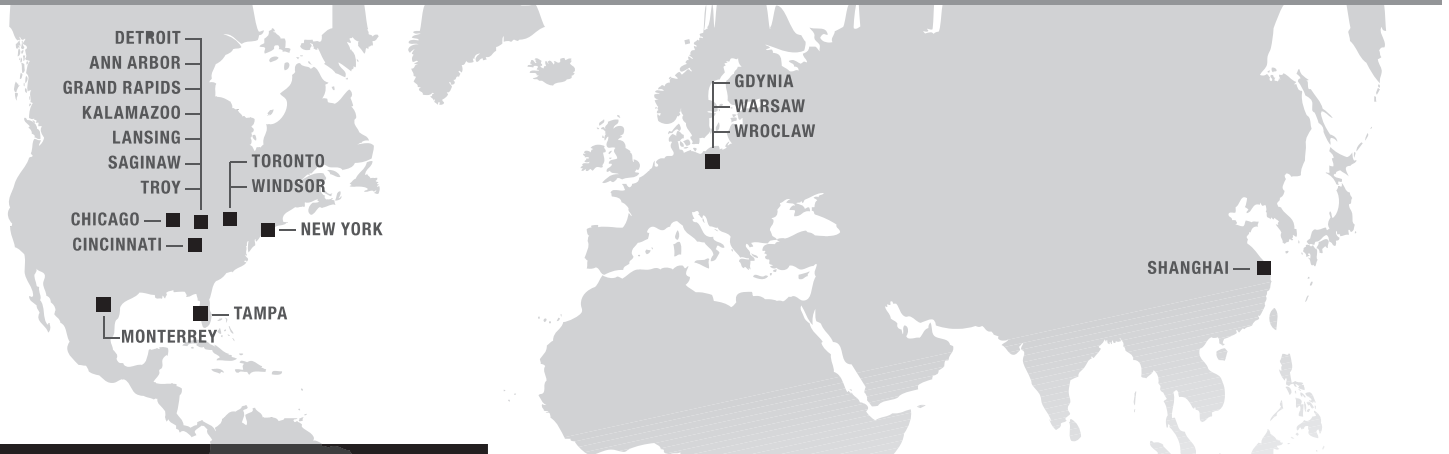 DETROIT
ANN ARBOR
GRAND RAPIDS
KALAMAZOO
LANSING
SAGINAW
TROY
TORONTO
WINDSOR
CHICAGO
CINCINNATI
NEW YORK
TAMPA
MONTERREY
GDYNIA
WARSAW
WROCLAW
SHANGHAI